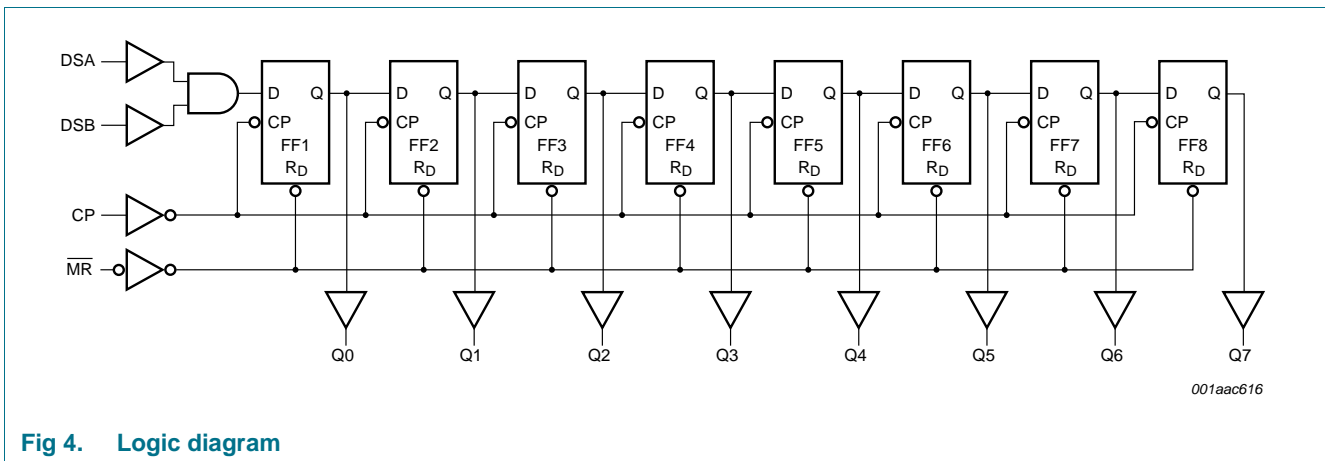 DSA
DSB
D Q D Q D Q D Q D Q D Q D Q D Q
CP CP CP CP CP CP CP CP
FF1 FF2 FF3 FF4 FF5 FF6 FF7 FF8
RD RD RD RD RD RD RD RD
CP
MR
Q0 Q1 Q2 Q3 Q4 Q5 Q6 Q7
001aac616
Fig 4. Logic diagram